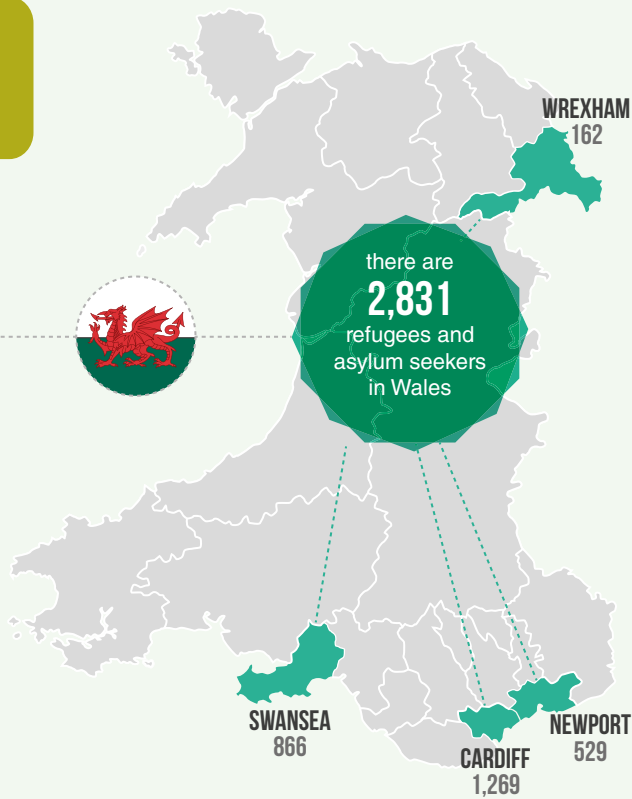 WREXHAM
162
there are
2,831
refugees and
asylum seekers
in Wales
SWANSEA
866
NEWPORT
529
CARDIFF
1,269